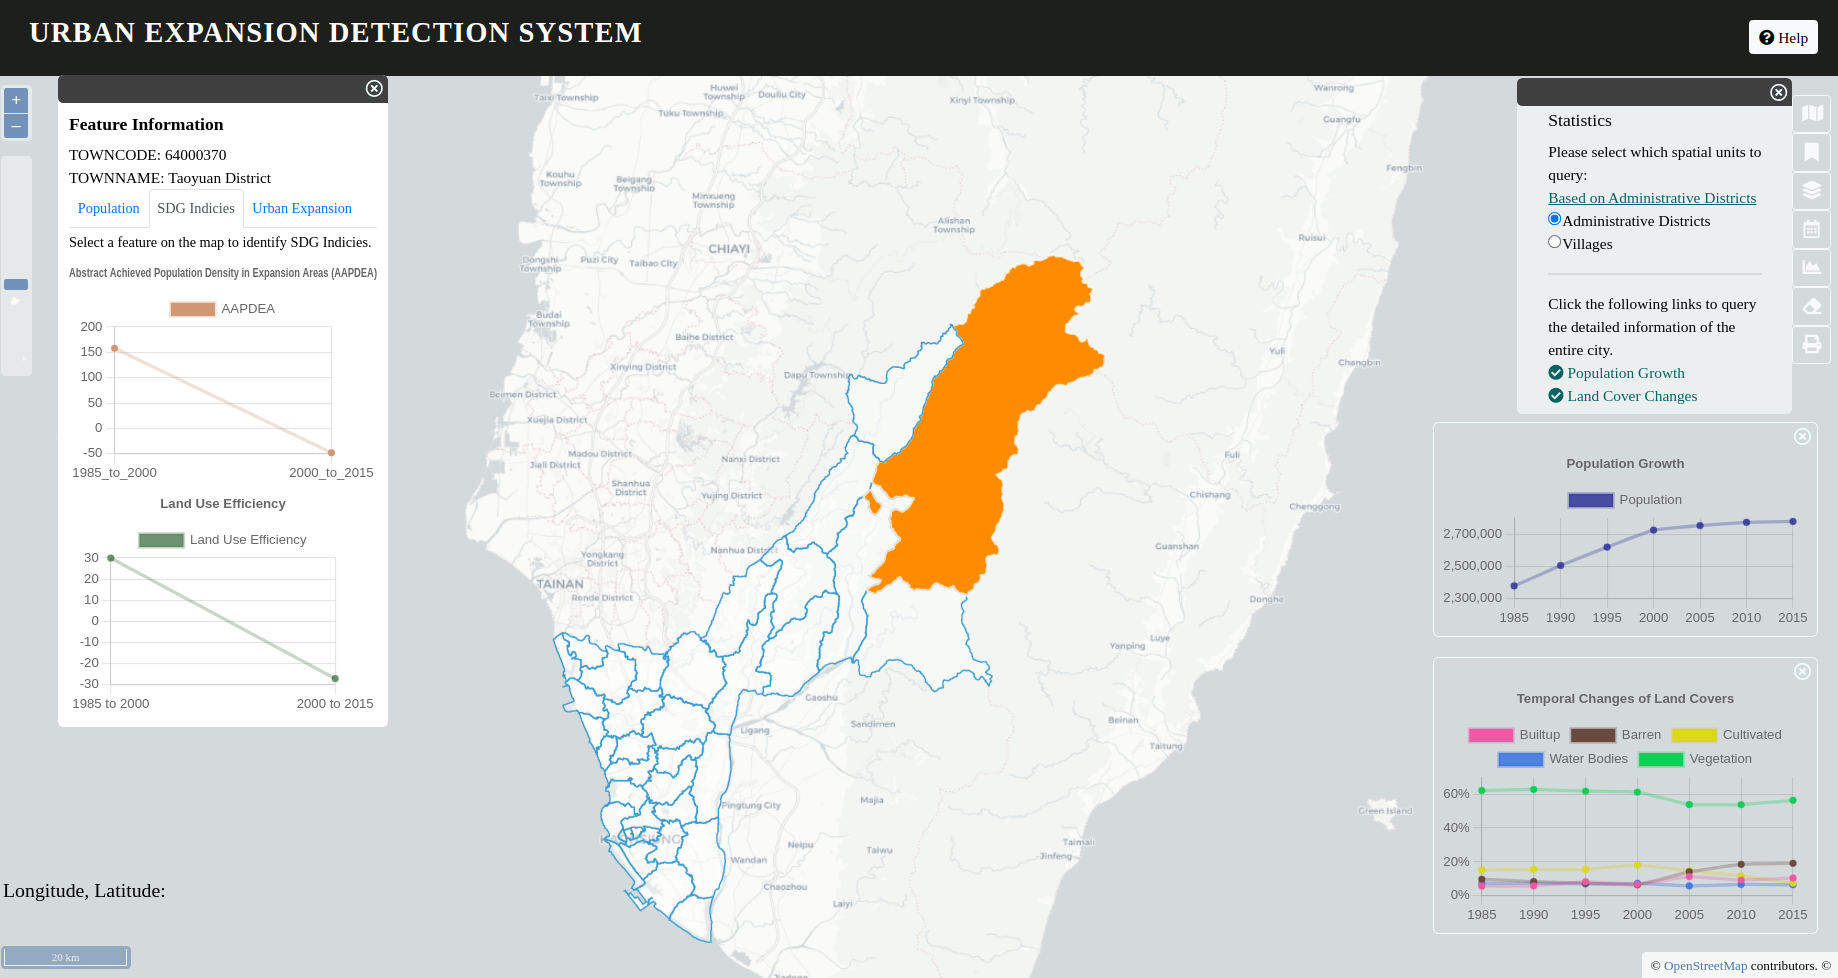 URBAN EXPANSION DETECTION SYSTEM
Help
+
–
Feature Information
TOWNCODE: 64000370
TOWNNAME: Taoyuan District
Population
SDG Indicies
Urban Expansion
Select a feature on the map to identify SDG Indicies.
Abstract Achieved Population Density in Expansion Areas (AAPDEA)
AAPDEA
200
150
100
50
0
-50
1985_to_2000
2000_to_2015
Land Use Efficiency
Land Use Efficiency
30
20
10
0
-10
-20
-30
1985 to 2000
2000 to 2015
Taixi Township
Huwei Township
Douliu City
Tuku Township
Xinyi Township
Wanrong
Guangfu
Fengbin
Kouhu Township
Beigang Township
Minxueng Township
Alishan Township
Ruisui
CHIAYI
Dongshi Township
Puzi City
Taibao City
Budai Township
Baihe District
Yuli
Changbin
Xinying District
Dapu Township
Beimen District
Xuejia District
Madou District
Jiali District
Nanxi District
Fuli
Shanhua District
Yujing District
Chishang
Chenggong
Yongkang District
Nanhua District
Guanshan
TAINAN
Rende District
Donghe
Luye
Yanping
Gaoshu
Sandimen
Ligang
Beinan
Taitung
Pingtung City
Majia
Green Island
KAOHSIUNG
Neipu
Taiwu
Taimali
Jinfeng
Wandan
Chaozhou
Laiyi
Jiadong
Statistics
Please select which spatial units to
query:
Based on Administrative Districts
Administrative Districts
Villages
Click the following links to query
the detailed information of the
entire city.
Population Growth
Land Cover Changes
Population Growth
Population
2,700,000
2,500,000
2,300,000
1985 1990 1995 2000 2005 2010 2015
Temporal Changes of Land Covers
Builtup Barren Cultivated
Water Bodies Vegetation
60%
40%
20%
0%
1985 1990 1995 2000 2005 2010 2015
Longitude, Latitude:
20 km
© OpenStreetMap contributors. ©